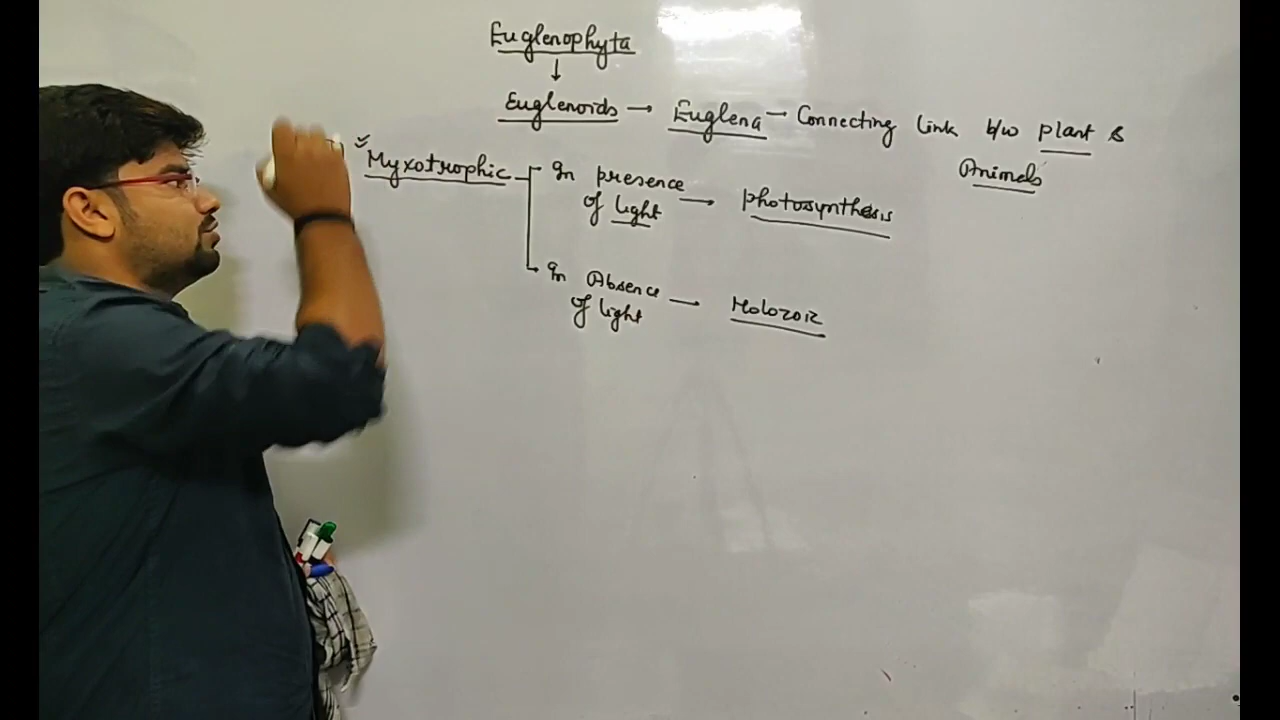 Euglenophyta
Euglenoids → Euglena – Connecting link b/w plant &
Animals
Myxotrophic
In presence
of light → photosynthesis
In Absence
of light → Holozoic